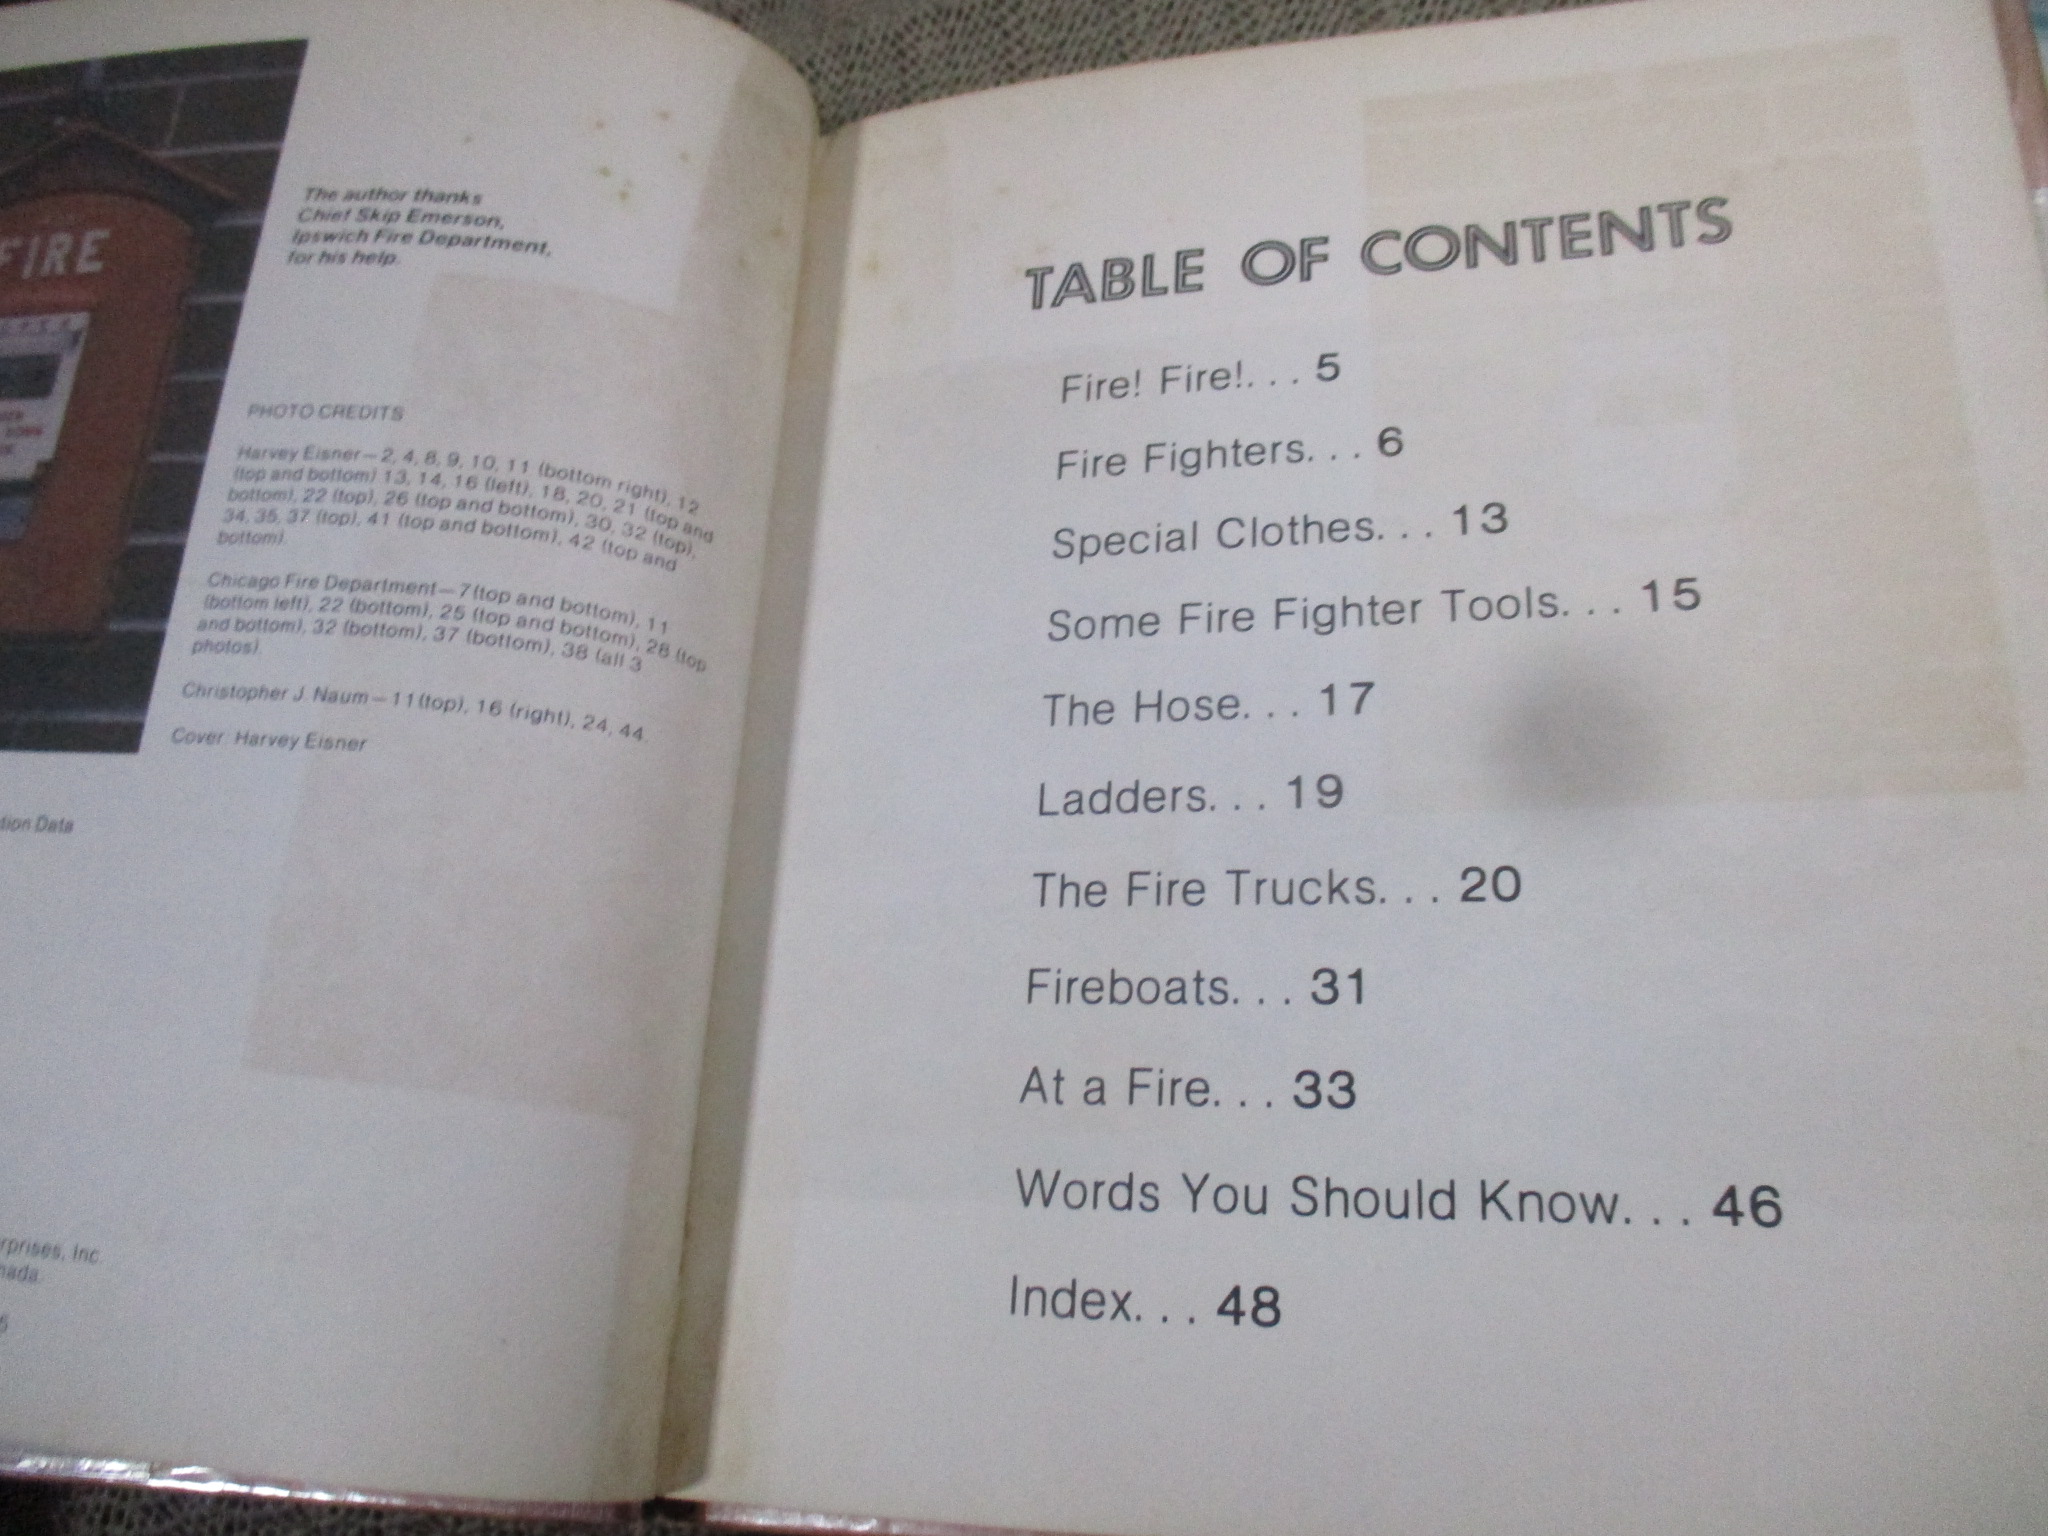 FIRE
The author thanks
Chief Skip Emerson,
Ipswich Fire Department,
for his help.
PHOTO CREDITS
Harvey Eisner—2, 4, 8, 9, 10, 11 (bottom right), 12
(top and bottom) 13, 14, 16 (left), 18, 20, 21 (top and
bottom), 22 (top), 26 (top and bottom), 30, 32 (top),
34, 35, 37 (top), 41 (top and bottom), 42 (top and
bottom).
Chicago Fire Department—7 (top and bottom), 11
(bottom left), 22 (bottom), 25 (top and bottom), 28 (top
and bottom), 32 (bottom), 37 (bottom), 38 (all 3
photos).
Christopher J. Naum—11 (top), 16 (right), 24, 44.
Cover: Harvey Eisner
tion Data
rprises, Inc.
nada.
5
TABLE OF CONTENTS
Fire! Fire!. . . 5
Fire Fighters. . . 6
Special Clothes. . . 13
Some Fire Fighter Tools. . . 15
The Hose. . . 17
Ladders. . . 19
The Fire Trucks. . . 20
Fireboats. . . 31
At a Fire. . . 33
Words You Should Know. . . 46
Index. . . 48